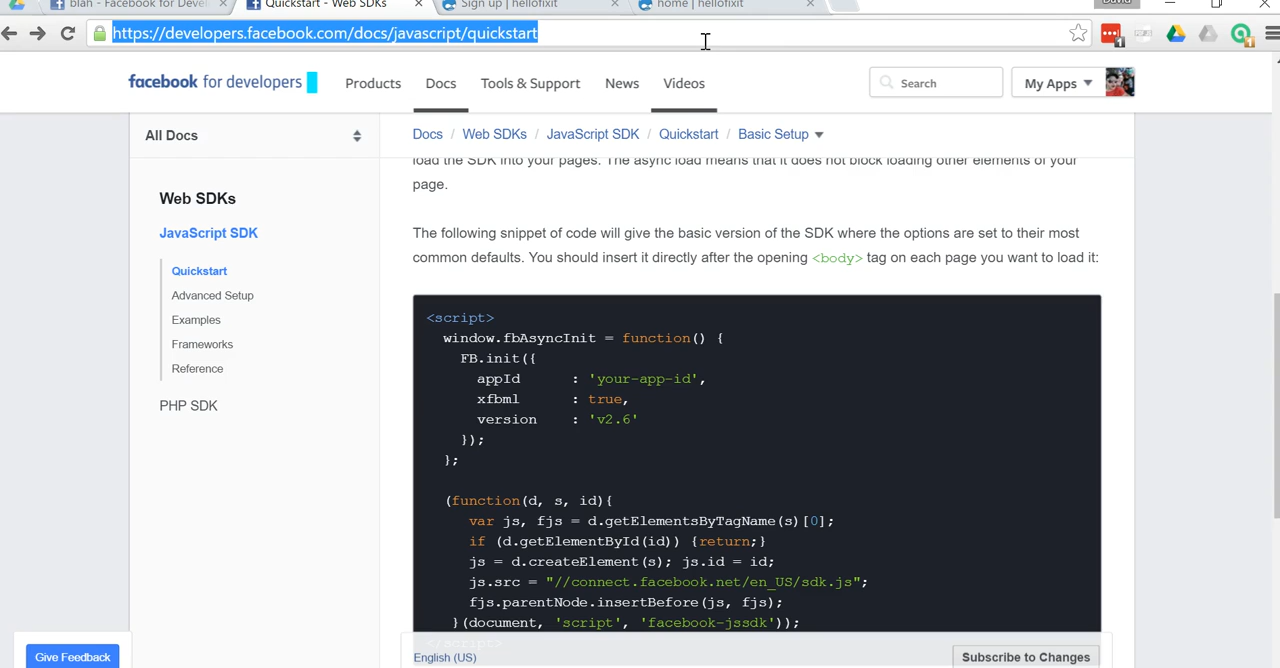 blah - Facebook for Devel
Quickstart - Web SDKs
Sign up | hellofixit
home | hellofixit
David
https://developers.facebook.com/docs/javascript/quickstart
facebook for developers
Products
Docs
Tools & Support
News
Videos
Search
My Apps
All Docs
Docs / Web SDKs / JavaScript SDK / Quickstart / Basic Setup
Web SDKs
JavaScript SDK
Quickstart
Advanced Setup
Examples
Frameworks
Reference
PHP SDK
load the SDK into your pages. The async load means that it does not block loading other elements of your
page.
The following snippet of code will give the basic version of the SDK where the options are set to their most
common defaults. You should insert it directly after the opening <body> tag on each page you want to load it:
<script>
window.fbAsyncInit = function() {
FB.init({
appId : 'your-app-id',
xfbml : true,
version : 'v2.6'
});
};
(function(d, s, id){
var js, fjs = d.getElementsByTagName(s)[0];
if (d.getElementById(id)) {return;}
js = d.createElement(s); js.id = id;
js.src = "//connect.facebook.net/en_US/sdk.js";
fjs.parentNode.insertBefore(js, fjs);
}(document, 'script', 'facebook-jssdk'));
</script>
Give Feedback
English (US)
Subscribe to Changes